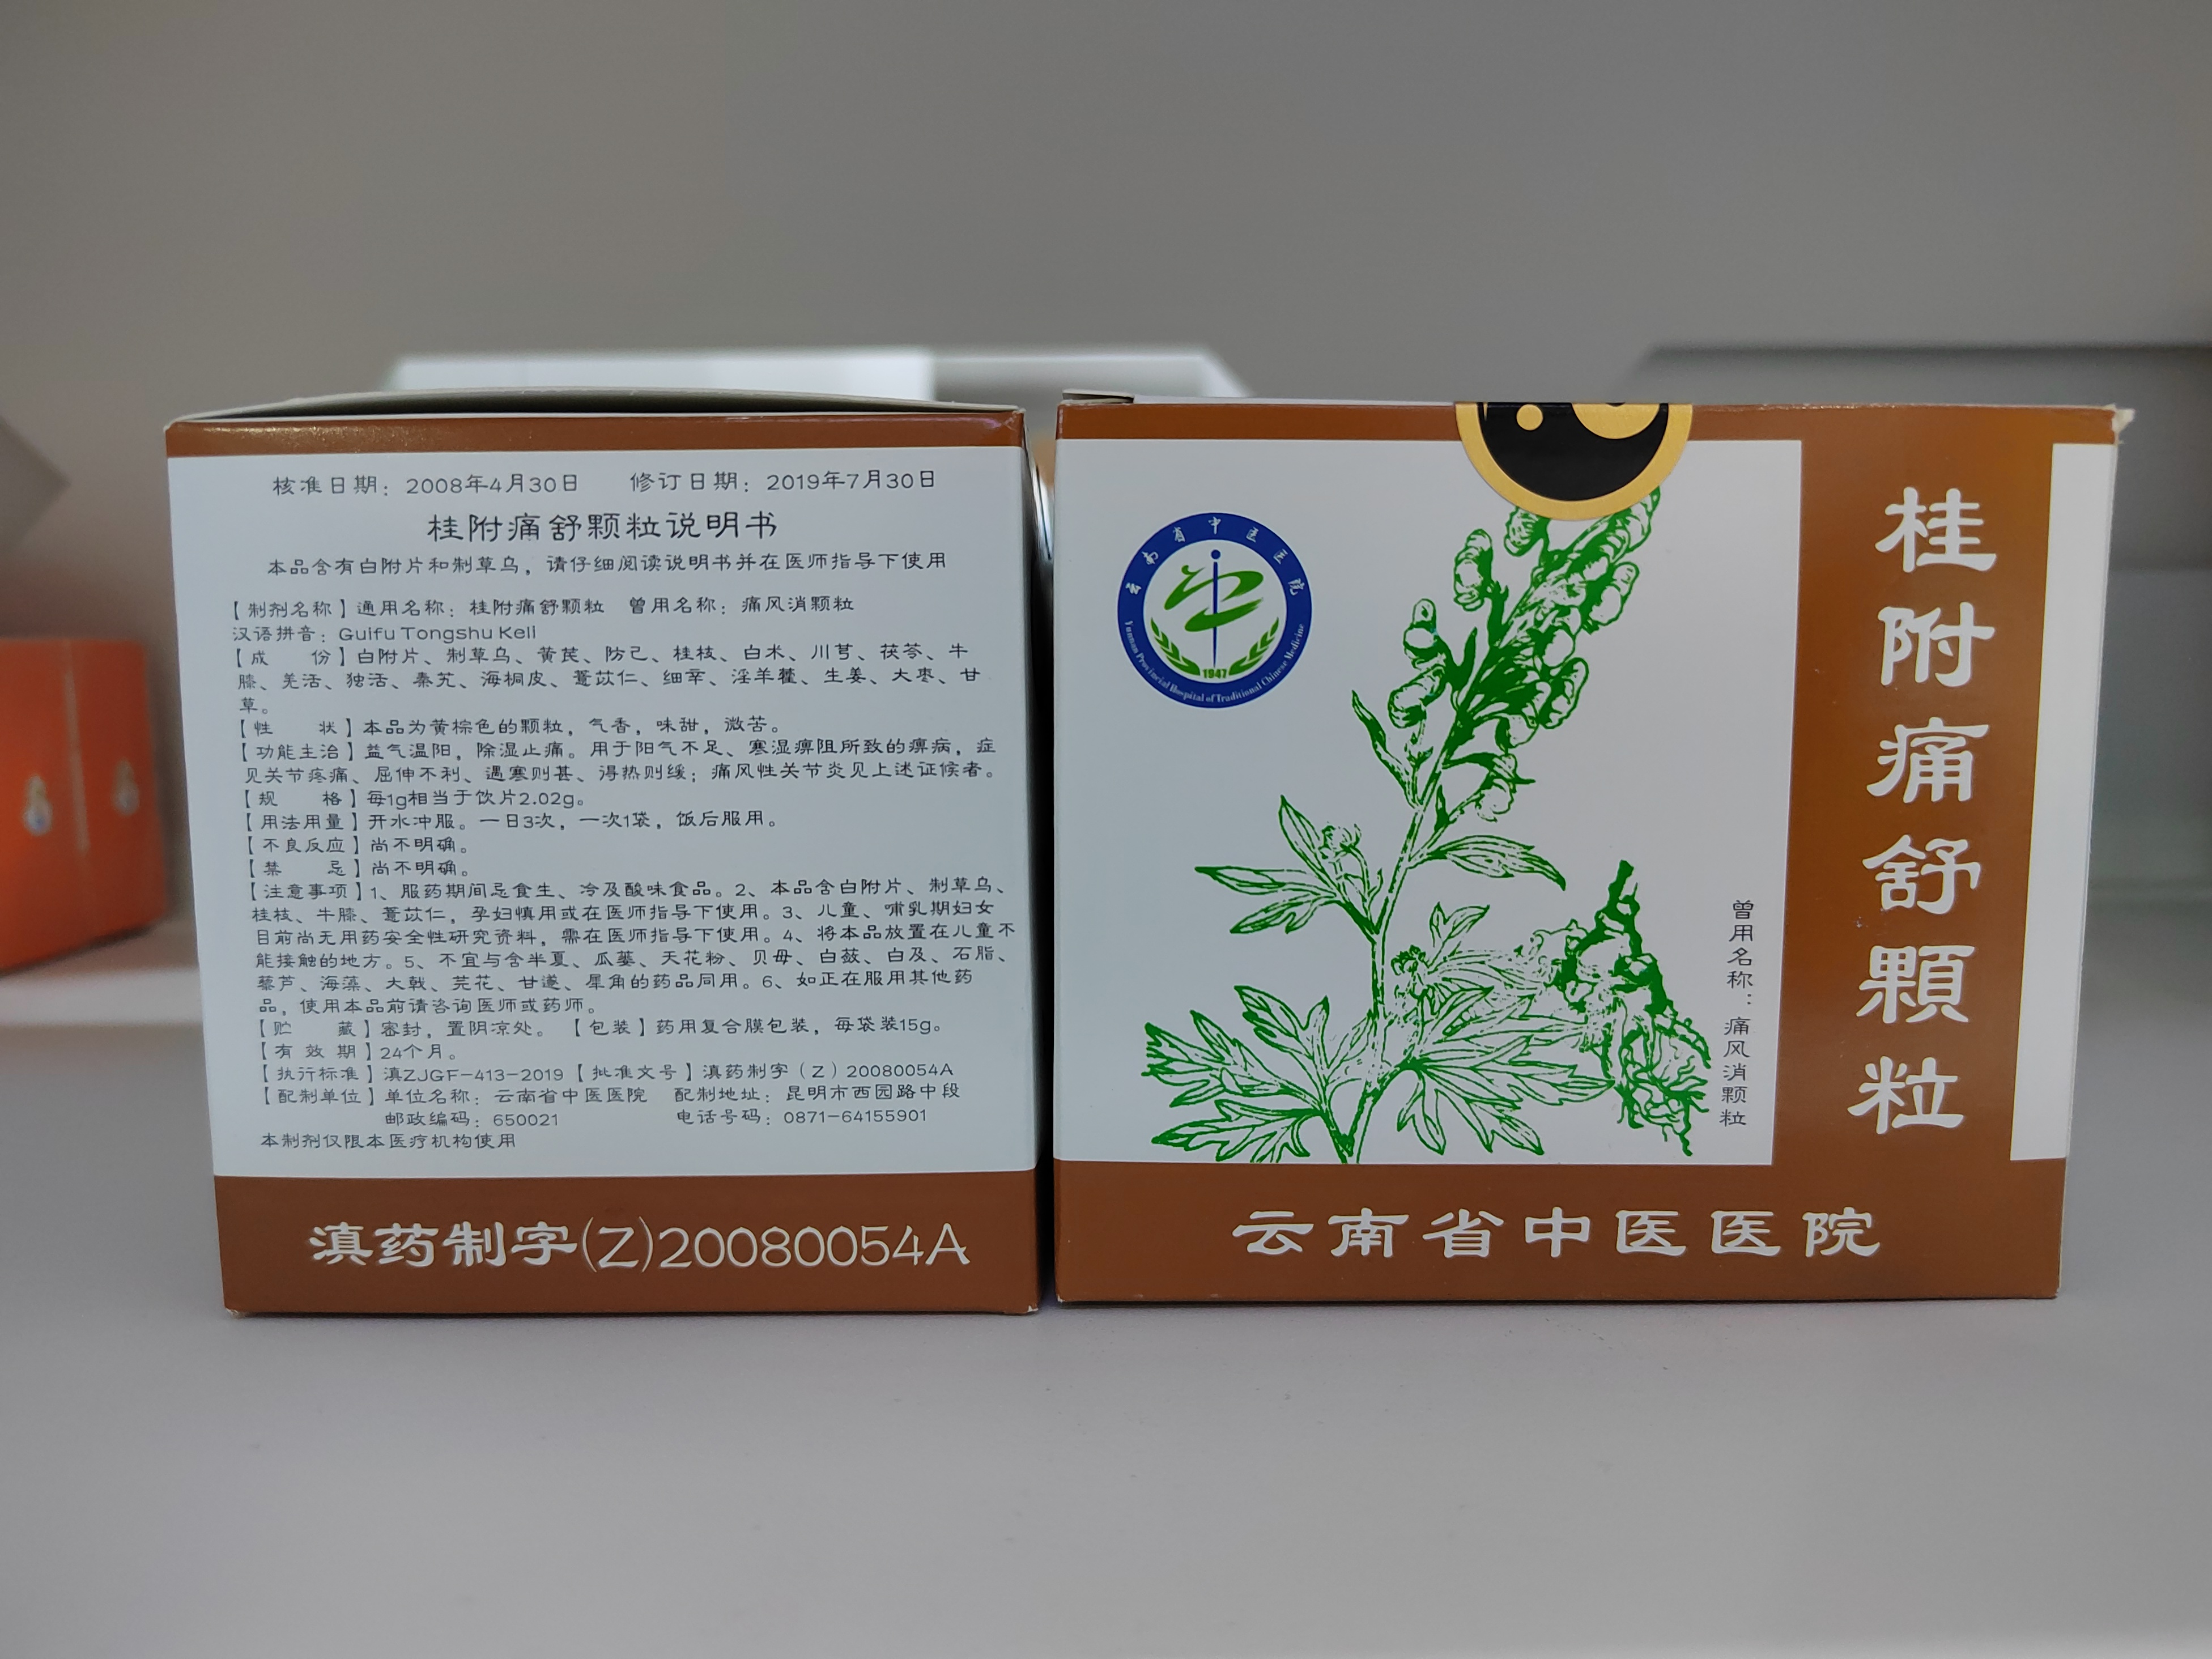 核准日期：2008年4月30日 修订日期：2019年7月30日
桂附痛舒颗粒说明书
本品含有白附片和制草乌，请仔细阅读说明书并在医师指导下使用
【制剂名称】通用名称：桂附痛舒颗粒 曾用名称：痛风消颗粒
汉语拼音：Guifu Tongshu Keli
【成 份】白附片、制草乌、黄芪、防己、桂枝、白术、川芎、茯苓、牛
膝、羌活、独活、秦艽、海桐皮、薏苡仁、细辛、淫羊藿、生姜、大枣、甘
草。
【性 状】本品为黄棕色的颗粒，气香，味甜，微苦。
【功能主治】益气温阳，除湿止痛。用于阳气不足、寒湿痹阻所致的痹病，症
见关节疼痛、屈伸不利、遇寒则甚、得热则缓；痛风性关节炎见上述证候者。
【规 格】每1g相当于饮片2.02g。
【用法用量】开水冲服。一日3次，一次1袋，饭后服用。
【不良反应】尚不明确。
【禁 忌】尚不明确。
【注意事项】1、服药期间忌食生、冷及酸味食品。2、本品含白附片、制草乌、
桂枝、牛膝、薏苡仁，孕妇慎用或在医师指导下使用。3、儿童、哺乳期妇女
目前尚无用药安全性研究资料，需在医师指导下使用。4、将本品放置在儿童不
能接触的地方。5、不宜与含半夏、瓜蒌、天花粉、贝母、白蔹、白及、石脂、
藜芦、海藻、大戟、芫花、甘遂、犀角的药品同用。6、如正在服用其他药
品，使用本品前请咨询医师或药师。
【贮 藏】密封，置阴凉处。【包装】药用复合膜包装，每袋装15g。
【有 效 期】24个月。
【执行标准】滇ZJGF-413-2019【批准文号】滇药制字（Z）20080054A
【配制单位】单位名称：云南省中医医院 配制地址：昆明市西园路中段
邮政编码：650021 电话号码：0871-64155901
本制剂仅限本医疗机构使用
滇药制字(Z)20080054A
云南省中医医院
1947
Yunnan Provincial Hospital of Traditional Chinese Medicine
曾用名称：痛风消颗粒
桂附痛舒顆粒
云南省中医医院